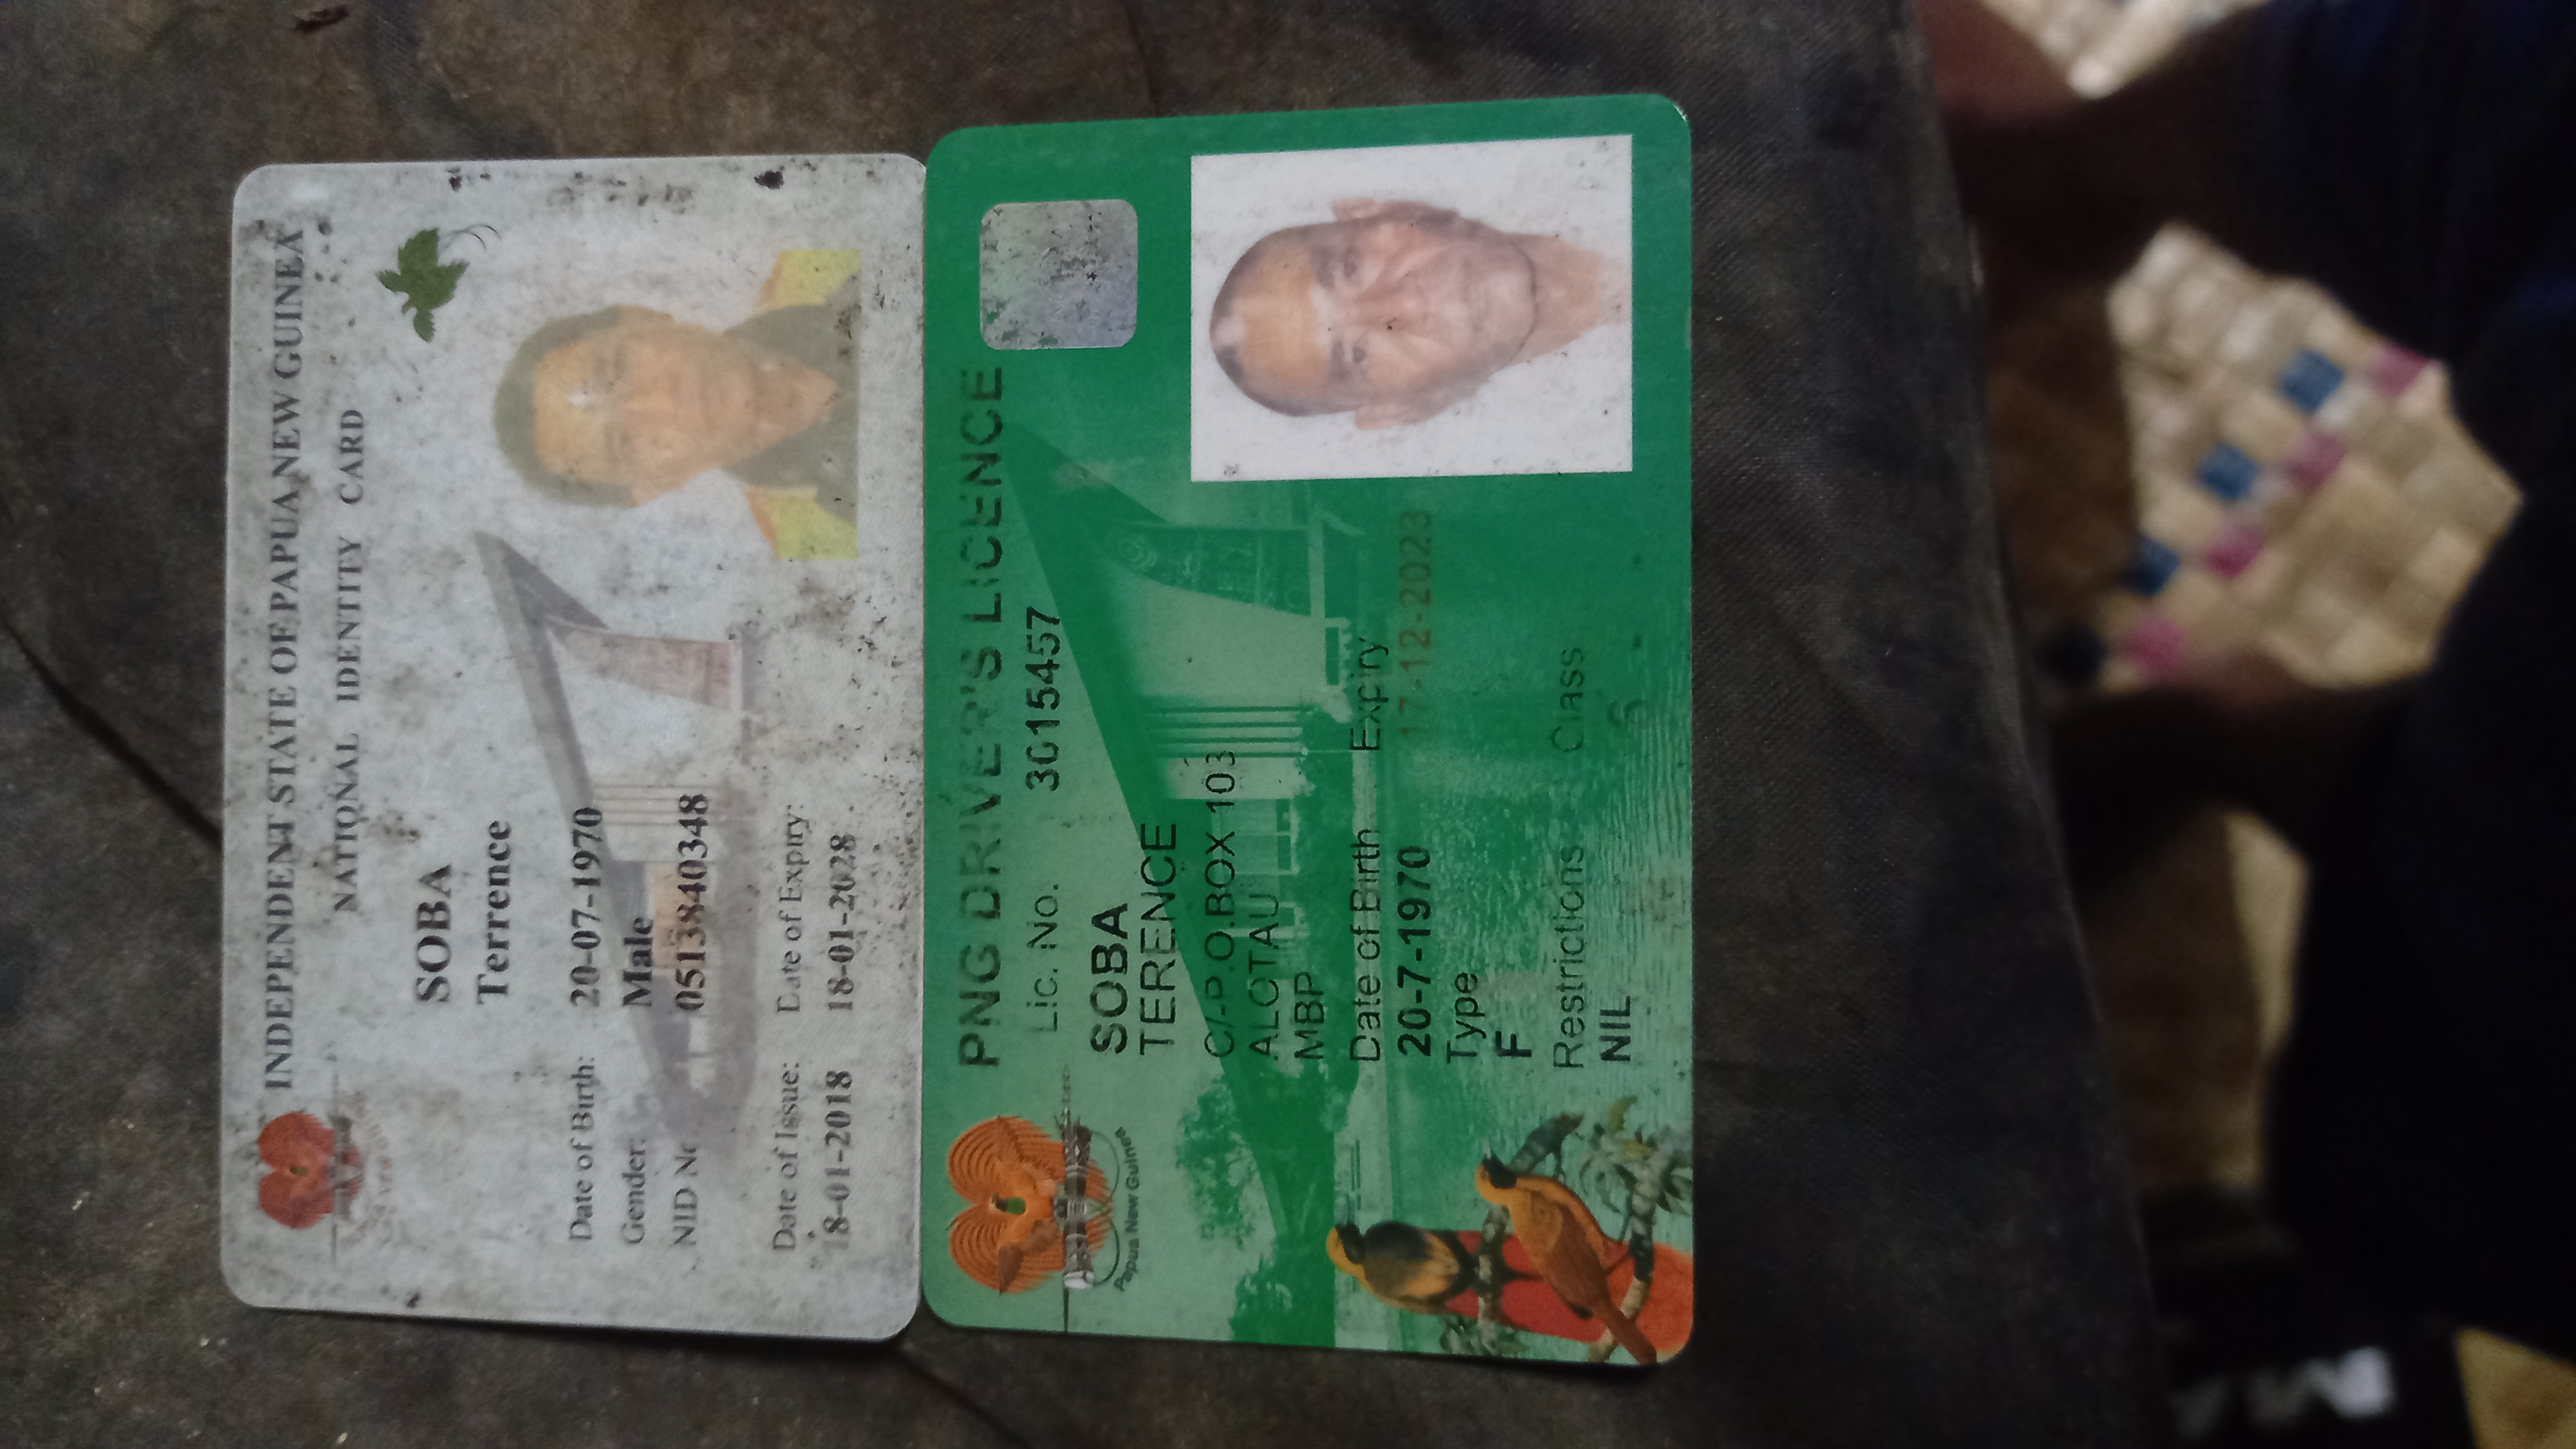 INDEPENDENT STATE OF PAPUA NEW GUINEA
NATIONAL IDENTITY CARD
SOBA
Terrence
Date of Birth: 20-07-1970
Gender: Male
NID No 0513840348
Date of Issue: Date of Expiry:
18-01-2018 18-01-2028
PNG DRIVER'S LICENCE
Lic. No.
Papua New Guinea
SOBA
TERENCE
C/-P.O.BOX 103
ALOTAU
MBP
Date of Birth Expiry
20-7-1970 17-12-2023
Type
F
Restrictions Class
NIL